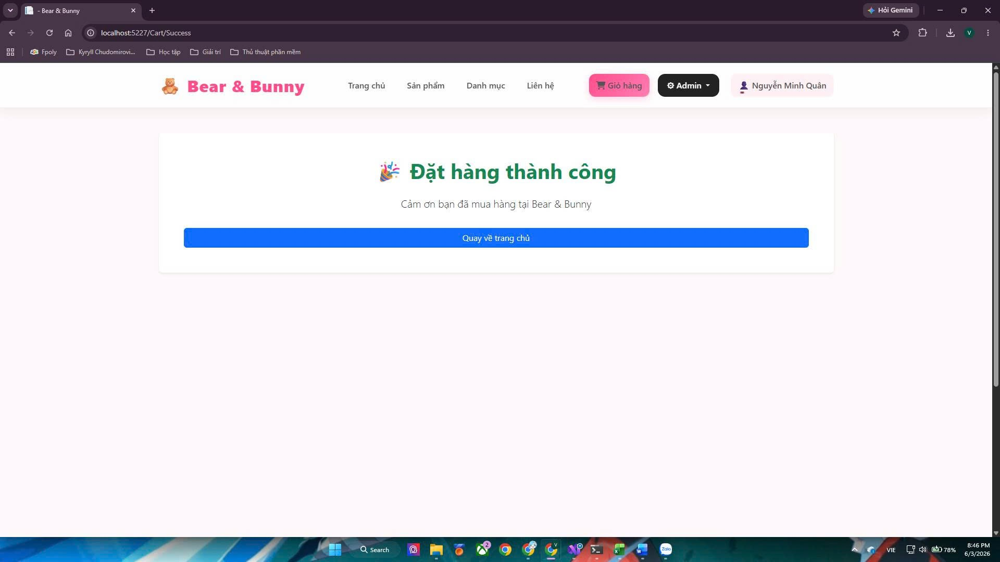 - Bear & Bunny
Hỏi Gemini
localhost:5227/Cart/Success
V
Fpoly
Kyryll Chudomirovi...
Học tập
Giải trí
Thủ thuật phần mềm
Bear & Bunny
Trang chủ
Sản phẩm
Danh mục
Liên hệ
Giỏ hàng
Admin
Nguyễn Minh Quân
Đặt hàng thành công
Cảm ơn bạn đã mua hàng tại Bear & Bunny
Quay về trang chủ
Search
2
V
Zalo
VIE
78%
8:46 PM
6/3/2026